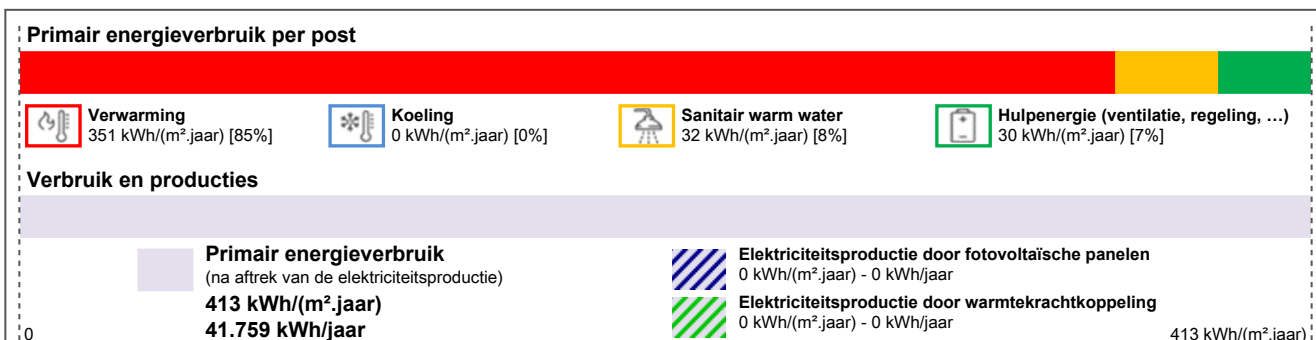 Primair energieverbruik per post
Verwarming
351 kWh/(m².jaar) [85%]
Koeling
0 kWh/(m².jaar) [0%]
Sanitair warm water
32 kWh/(m².jaar) [8%]
Hulpenergie (ventilatie, regeling, …)
30 kWh/(m².jaar) [7%]
Verbruik en producties
Primair energieverbruik
(na aftrek van de elektriciteitsproductie)
413 kWh/(m².jaar)
41.759 kWh/jaar
Elektriciteitsproductie door fotovoltaïsche panelen
0 kWh/(m².jaar) - 0 kWh/jaar
Elektriciteitsproductie door warmtekrachtkoppeling
0 kWh/(m².jaar) - 0 kWh/jaar
0
413 kWh/(m².jaar)